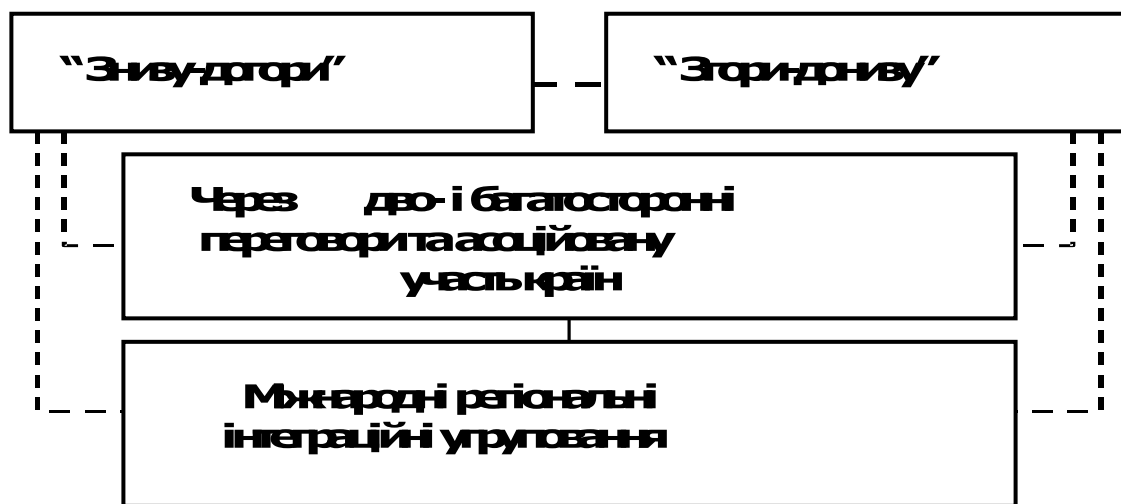 “Знизу-догори”
“Згори-донизу”
Через дво- і багатосторонні
переговори та асоційовану
участь країн
Міжнародні регіональні
інтеграційні угруповання